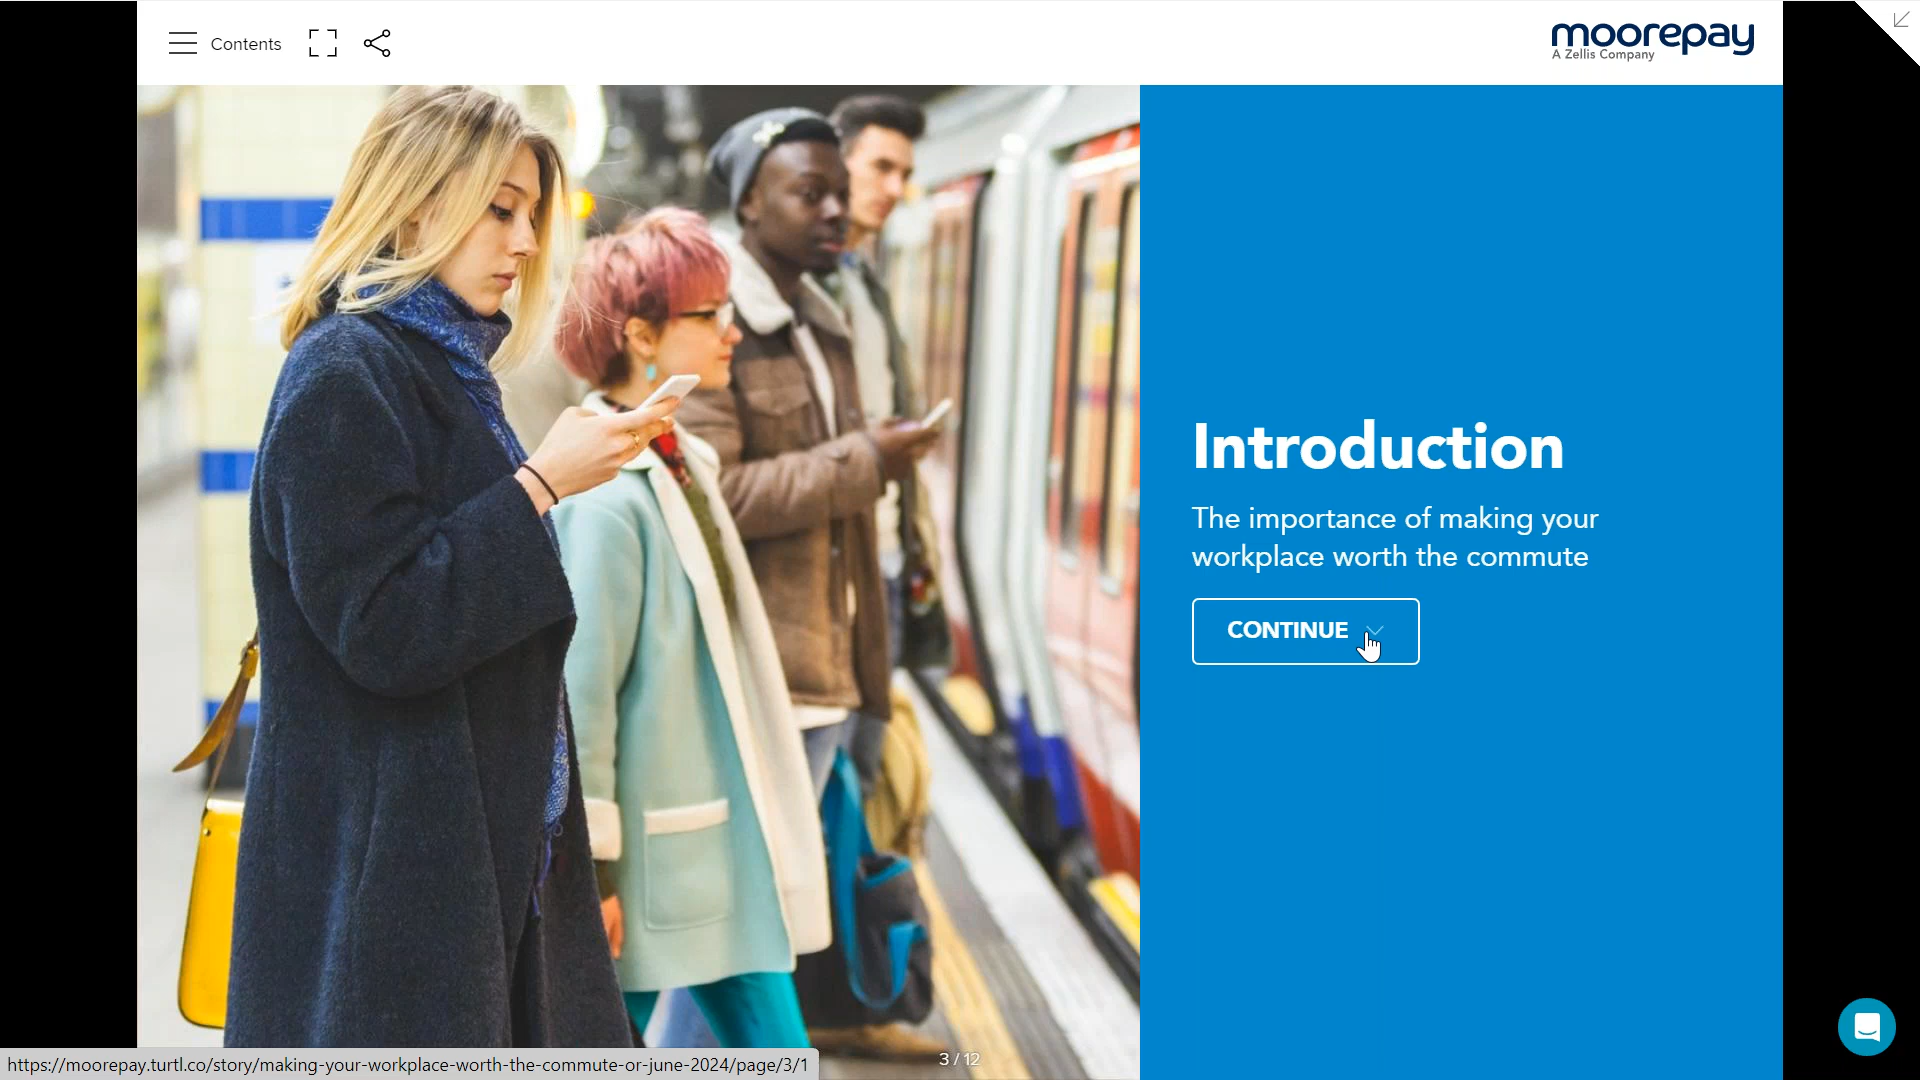 Contents
moorepay
A Zellis Company
Introduction
The importance of making your
workplace worth the commute
CONTINUE
3 / 12
https://moorepay.turtl.co/story/making-your-workplace-worth-the-commute-or-june-2024/page/3/1